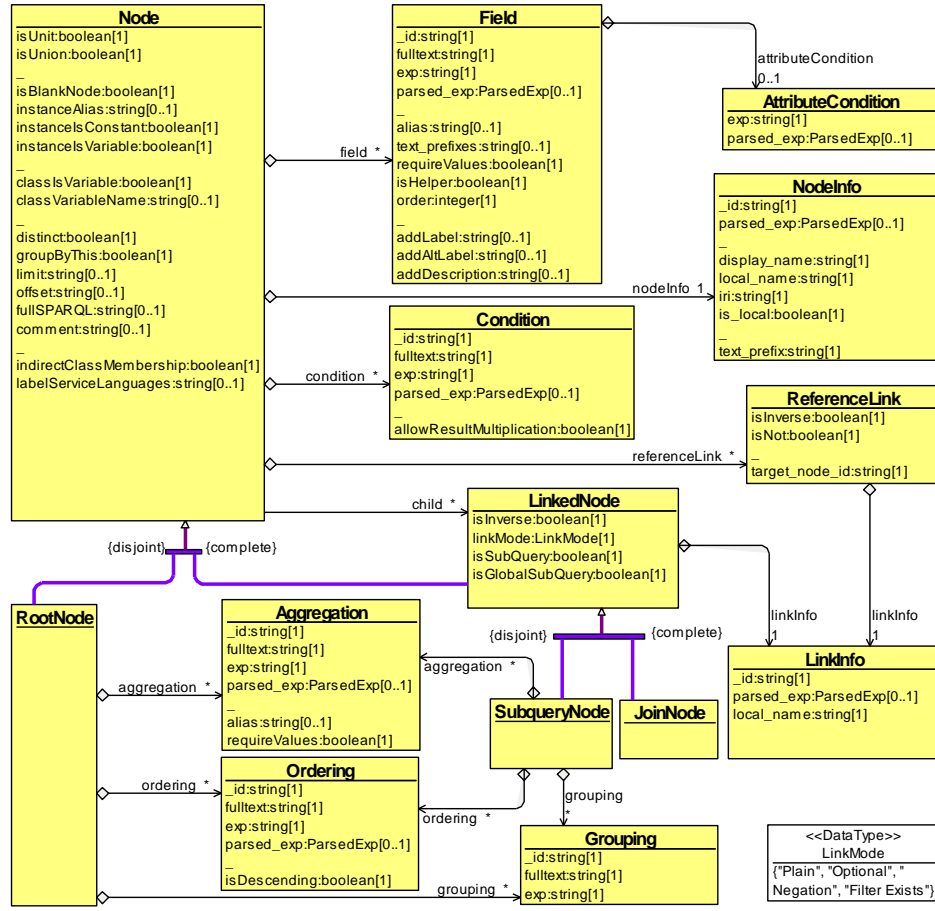 Node
isUnit:boolean[1]
isUnion:boolean[1]
_
isBlankNode:boolean[1]
instanceAlias:string[0..1]
instanceIsConstant:boolean[1]
instanceIsVariable:boolean[1]
_
classIsVariable:boolean[1]
classVariableName:string[0..1]
_
distinct:boolean[1]
groupByThis:boolean[1]
limit:string[0..1]
offset:string[0..1]
fullSPARQL:string[0..1]
comment:string[0..1]
_
indirectClassMembership:boolean[1]
labelServiceLanguages:string[0..1]
field *
nodeInfo 1
condition *
referenceLink *
child *
Field
_id:string[1]
fulltext:string[1]
exp:string[1]
parsed_exp:ParsedExp[0..1]
_
alias:string[0..1]
text_prefixes:string[0..1]
requireValues:boolean[1]
isHelper:boolean[1]
order:integer[1]
_
addLabel:string[0..1]
addAltLabel:string[0..1]
addDescription:string[0..1]
attributeCondition
0..1
AttributeCondition
exp:string[1]
parsed_exp:ParsedExp[0..1]
NodeInfo
_id:string[1]
parsed_exp:ParsedExp[0..1]
_
display_name:string[1]
local_name:string[1]
iri:string[1]
is_local:boolean[1]
_
text_prefix:string[1]
Condition
_id:string[1]
fulltext:string[1]
exp:string[1]
parsed_exp:ParsedExp[0..1]
_
allowResultMultiplication:boolean[1]
ReferenceLink
isInverse:boolean[1]
isNot:boolean[1]
_
target_node_id:string[1]
LinkedNode
isInverse:boolean[1]
linkMode:LinkMode[1]
isSubQuery:boolean[1]
isGlobalSubQuery:boolean[1]
{disjoint}
{complete}
linkInfo
1
linkInfo
1
{disjoint}
{complete}
RootNode
aggregation *
ordering *
grouping *
Aggregation
_id:string[1]
fulltext:string[1]
exp:string[1]
parsed_exp:ParsedExp[0..1]
_
alias:string[0..1]
requireValues:boolean[1]
aggregation *
SubqueryNode
JoinNode
LinkInfo
_id:string[1]
parsed_exp:ParsedExp[0..1]
local_name:string[1]
Ordering
_id:string[1]
fulltext:string[1]
exp:string[1]
parsed_exp:ParsedExp[0..1]
_
isDescending:boolean[1]
ordering *
grouping
*
Grouping
_id:string[1]
fulltext:string[1]
exp:string[1]
<<DataType>>
LinkMode
{"Plain", "Optional", "
Negation", "Filter Exists"}